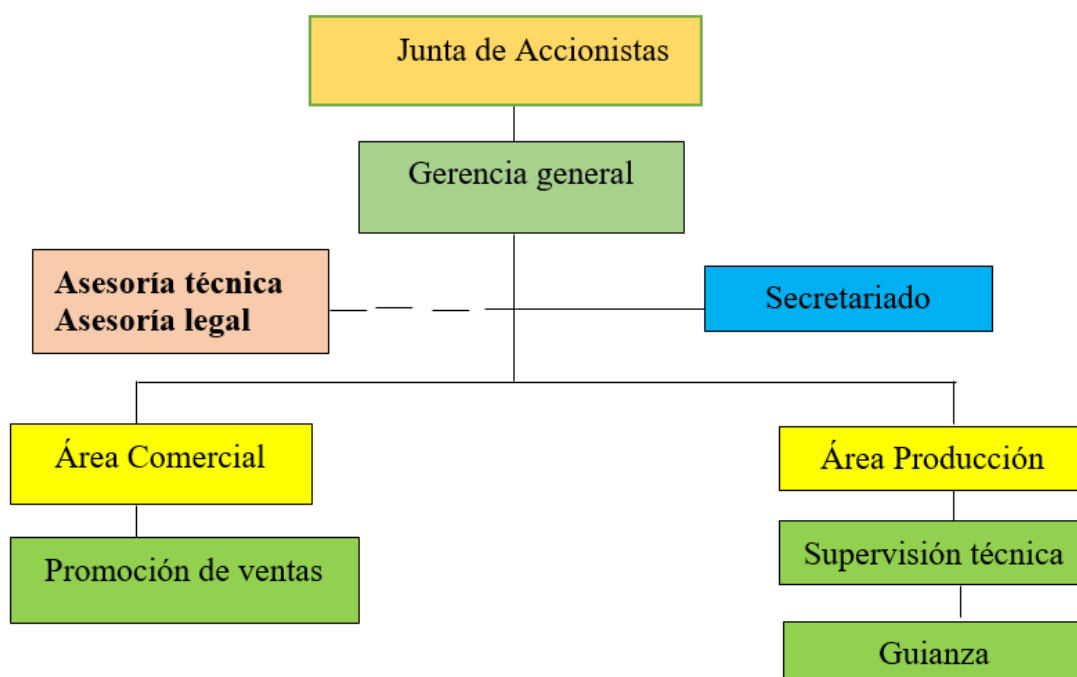 Junta de Accionistas
Gerencia general
Asesoría técnica
Asesoría legal
Secretariado
Área Comercial
Área Producción
Promoción de ventas
Supervisión técnica
Guianza